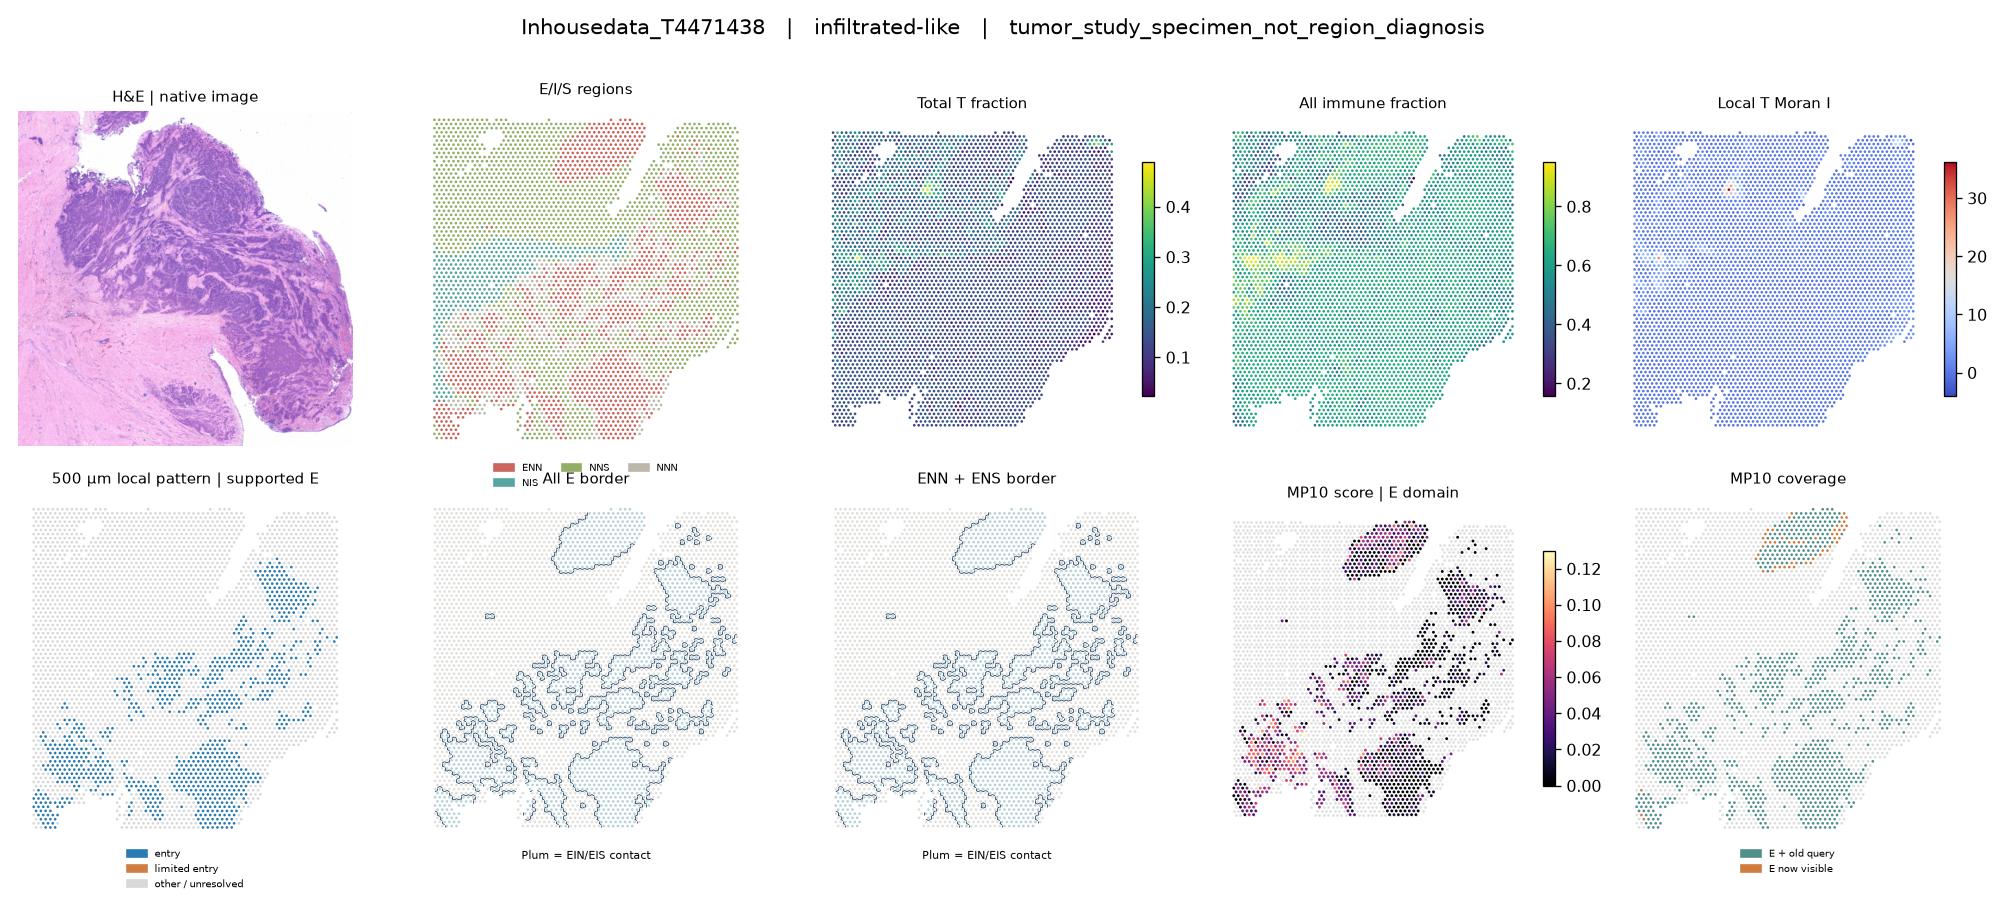 Inhousedata_T4471438 | infiltrated-like | tumor_study_specimen_not_region_diagnosis
H&E | native image
E/I/S regions
Total T fraction
All immune fraction
Local T Moran I
0.4
0.3
0.2
0.1
0.8
0.6
0.4
0.2
30
20
10
0
ENN
NNS
NNN
NIS
500 µm local pattern | supported E
All E border
ENN + ENS border
MP10 score | E domain
MP10 coverage
0.12
0.10
0.08
0.06
0.04
0.02
0.00
entry
limited entry
other / unresolved
Plum = EIN/EIS contact
Plum = EIN/EIS contact
E + old query
E now visible